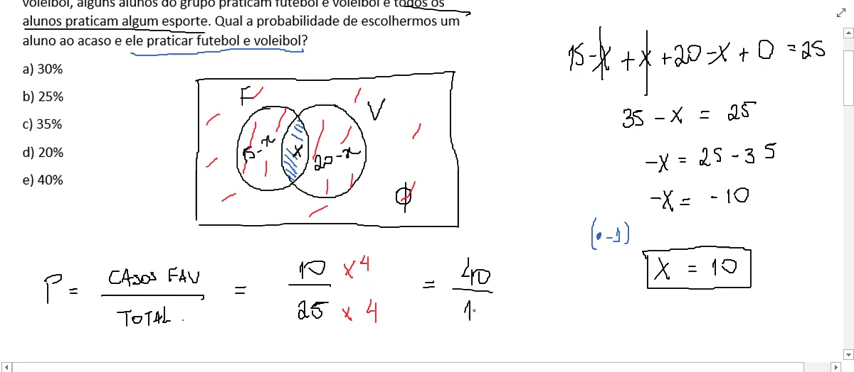 voleibol, alguns alunos do grupo praticam futebol e voleibol e todos os
alunos praticam algum esporte. Qual a probabilidade de escolhermos um
aluno ao acaso e ele praticar futebol e voleibol?
a) 30%
b) 25%
c) 35%
d) 20%
e) 40%
F
V
15-x
x
20-x
ϕ
15-x + x + 20 - x + 0 = 25
35 - x = 25
-x = 25 - 35
-x = -10
(• -1)
x = 10
P = CASOS FAV / TOTAL = 10 x4 / 25 x 4 = 40 / 1